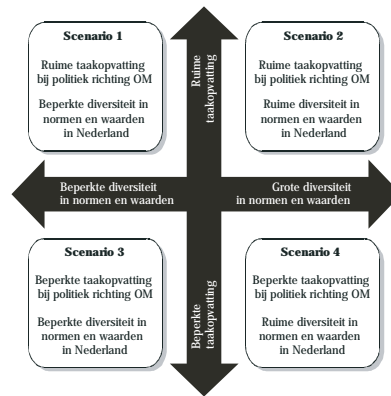 Scenario 1
Ruime taakopvatting
bij politiek richting OM
Beperkte diversiteit in
normen en waarden
in Nederland
Ruime
taakopvatting
Scenario 2
Ruime taakopvatting
bij politiek richting OM
Ruime diversiteit in
normen en waarden
in Nederland
Beperkte diversiteit
in normen en waarden
Grote diversiteit
in normen en waarden
Scenario 3
Beperkte taakopvatting
bij politiek richting OM
Beperkte diversiteit in
normen en waarden
in Nederland
Beperkte
taakopvatting
Scenario 4
Beperkte taakopvatting
bij politiek richting OM
Ruime diversiteit in
normen en waarden
in Nederland